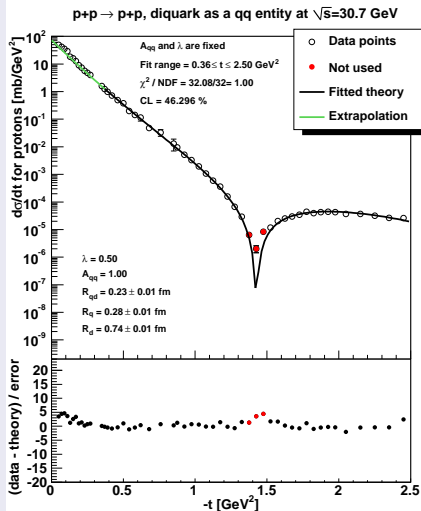 p+p → p+p, diquark as a qq entity at √s=30.7 GeV
Data points
Not used
Fitted theory
Extrapolation
A_qq and λ are fixed
Fit range = 0.36≤ t ≤ 2.50 GeV²
χ² / NDF = 32.08/32= 1.00
CL = 46.296 %
dσ/dt for protons [mb/GeV²]
10²
10
1
10⁻¹
10⁻²
10⁻³
10⁻⁴
10⁻⁵
10⁻⁶
10⁻⁷
10⁻⁸
10⁻⁹
λ = 0.50
A_qq = 1.00
R_qd = 0.23 ± 0.01 fm
R_q = 0.28 ± 0.01 fm
R_d = 0.74 ± 0.01 fm
(data - theory) / error
20
15
10
5
0
-5
-10
-15
-20
0 0.5 1 1.5 2 2.5
-t [GeV²]